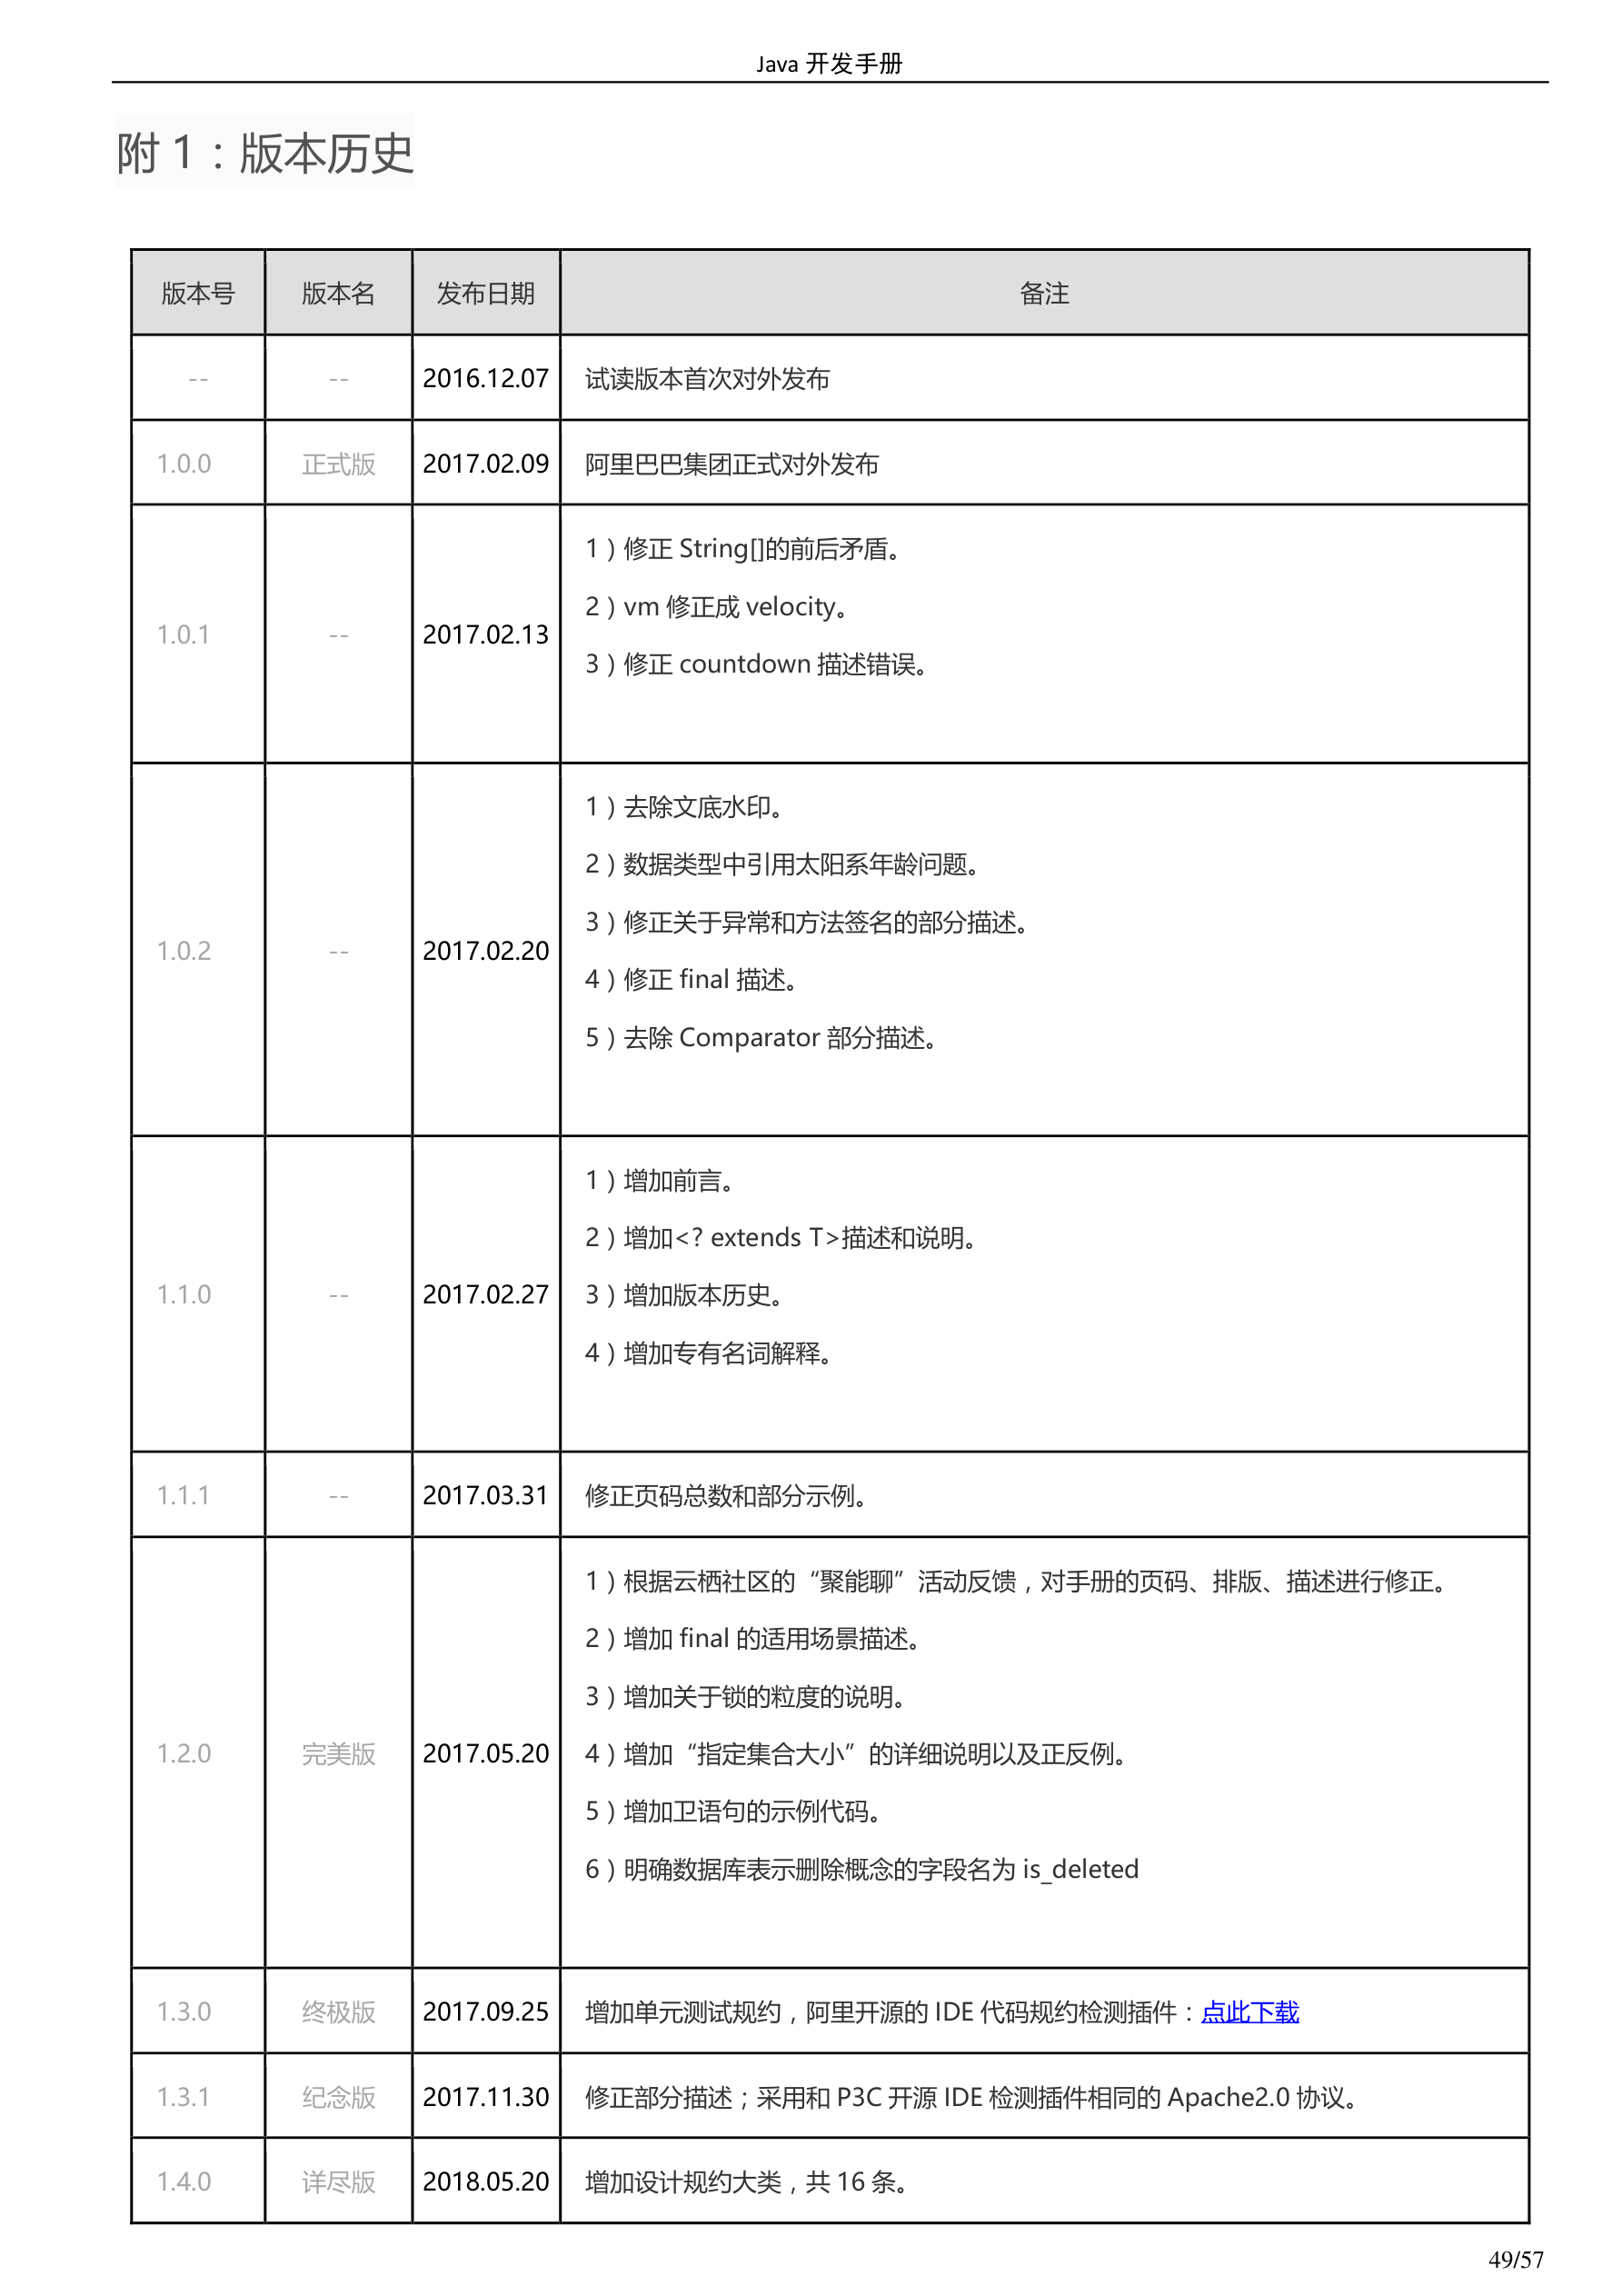 Java 开发手册
附 1：版本历史
版本号 版本名 发布日期 备注
-- -- 2016.12.07 试读版本首次对外发布
1.0.0 正式版 2017.02.09 阿里巴巴集团正式对外发布
1.0.1 -- 2017.02.13
1）修正 String[]的前后矛盾。
2）vm 修正成 velocity。
3）修正 countdown 描述错误。
1.0.2 -- 2017.02.20
1）去除文底水印。
2）数据类型中引用太阳系年龄问题。
3）修正关于异常和方法签名的部分描述。
4）修正 final 描述。
5）去除 Comparator 部分描述。
1.1.0 -- 2017.02.27
1）增加前言。
2）增加<? extends T>描述和说明。
3）增加版本历史。
4）增加专有名词解释。
1.1.1 -- 2017.03.31 修正页码总数和部分示例。
1.2.0 完美版 2017.05.20
1）根据云栖社区的“聚能聊”活动反馈，对手册的页码、排版、描述进行修正。
2）增加 final 的适用场景描述。
3）增加关于锁的粒度的说明。
4）增加“指定集合大小”的详细说明以及正反例。
5）增加卫语句的示例代码。
6）明确数据库表示删除概念的字段名为 is_deleted
1.3.0 终极版 2017.09.25 增加单元测试规约，阿里开源的 IDE 代码规约检测插件：点此下载
1.3.1 纪念版 2017.11.30 修正部分描述；采用和 P3C 开源 IDE 检测插件相同的 Apache2.0 协议。
1.4.0 详尽版 2018.05.20 增加设计规约大类，共 16 条。
49/57